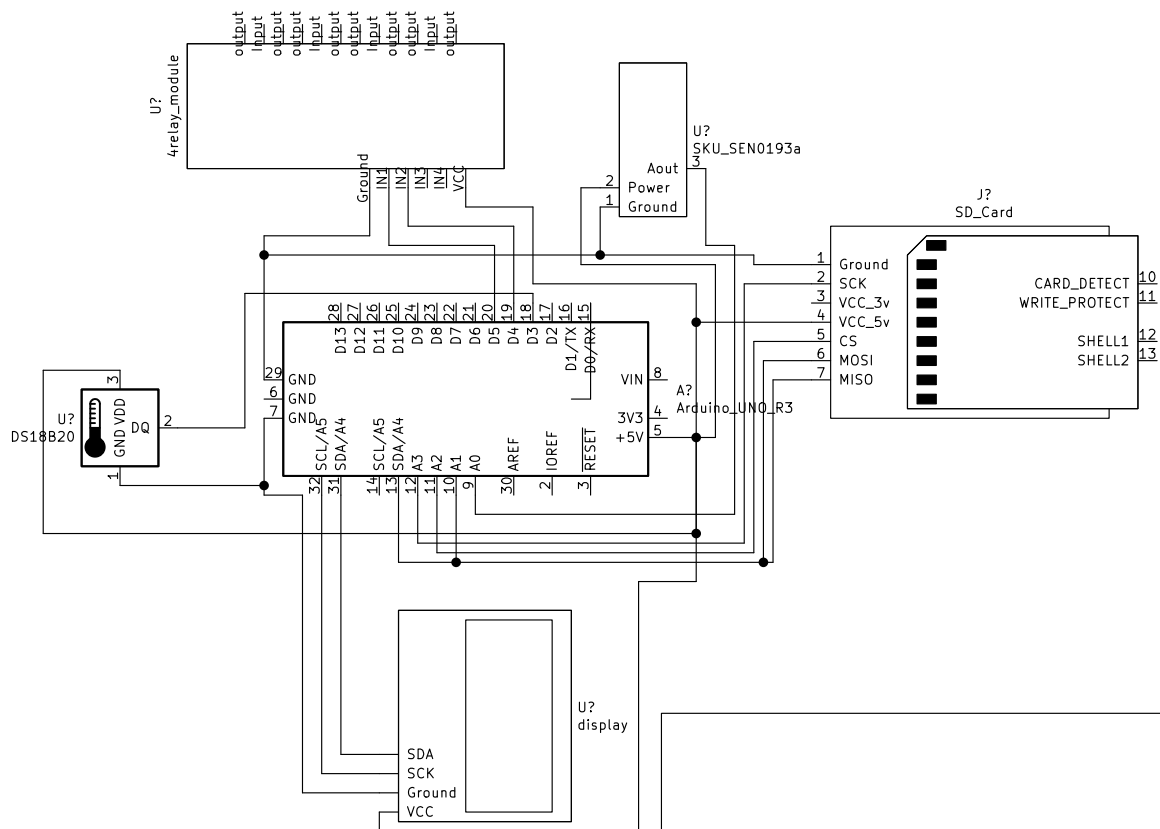 output
Input
output
output
Input
output
output
Input
output
output
Input
output
U?
4relay_module
Ground
IN1
IN2
IN3
IN4
VCC
U?
SKU_SEN0193a
3
Aout
2
Power
1
Ground
J?
SD_Card
1
Ground
2
SCK
3
VCC_3v
4
VCC_5v
5
CS
6
MOSI
7
MISO
CARD_DETECT
10
WRITE_PROTECT
11
SHELL1
12
SHELL2
13
28
27
26
25
24
23
22
21
20
19
18
17
16
15
D13
D12
D11
D10
D9
D8
D7
D6
D5
D4
D3
D2
D1/TX
D0/RX
29
GND
6
GND
7
GND
VIN
8
3V3
4
+5V
5
A?
Arduino_UNO_R3
SCL/A5
SDA/A4
SCL/A5
SDA/A4
A3
A2
A1
A0
AREF
IOREF
RESET
32
31
14
13
12
11
10
9
30
2
3
U?
DS18B20
3
VDD
GND
DQ
2
1
U?
display
SDA
SCK
Ground
VCC